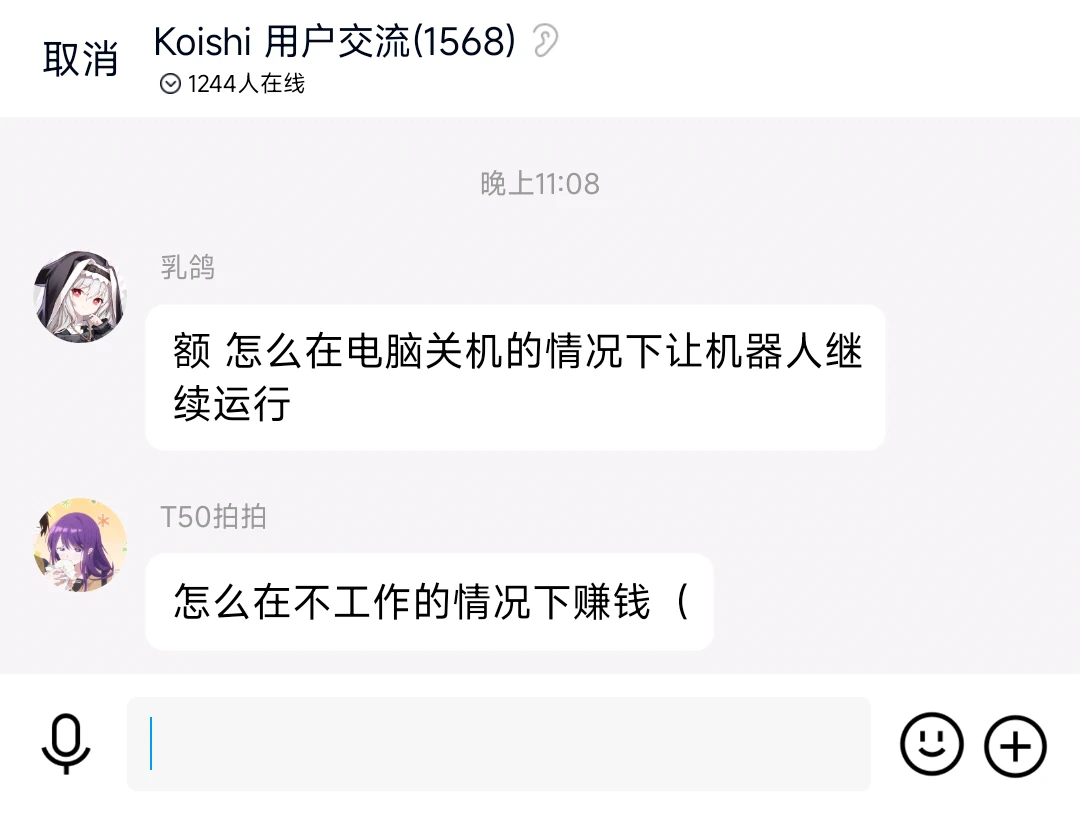 取消
Koishi 用户交流(1568)
1244人在线
晚上11:08
乳鸽
额 怎么在电脑关机的情况下让机器人继
续运行
T50拍拍
怎么在不工作的情况下赚钱（